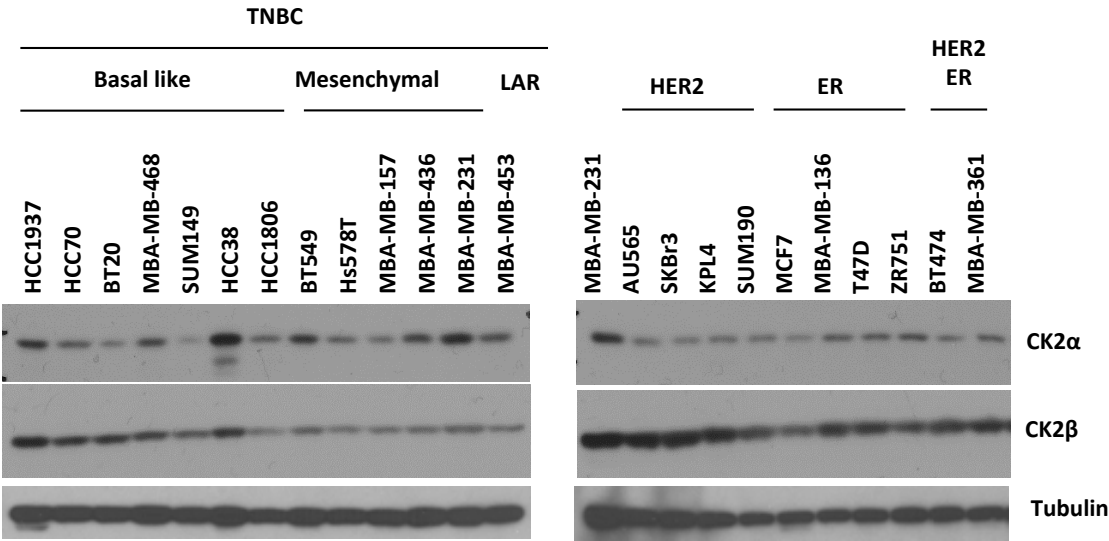 TNBC
Basal like
Mesenchymal
LAR
HER2
ER
HER2
ER
HCC1937
HCC70
BT20
MBA-MB-468
SUM149
HCC38
HCC1806
BT549
Hs578T
MBA-MB-157
MBA-MB-436
MBA-MB-231
MBA-MB-453
MBA-MB-231
AU565
SKBr3
KPL4
SUM190
MCF7
MBA-MB-136
T47D
ZR751
BT474
MBA-MB-361
CK2α
CK2β
Tubulin